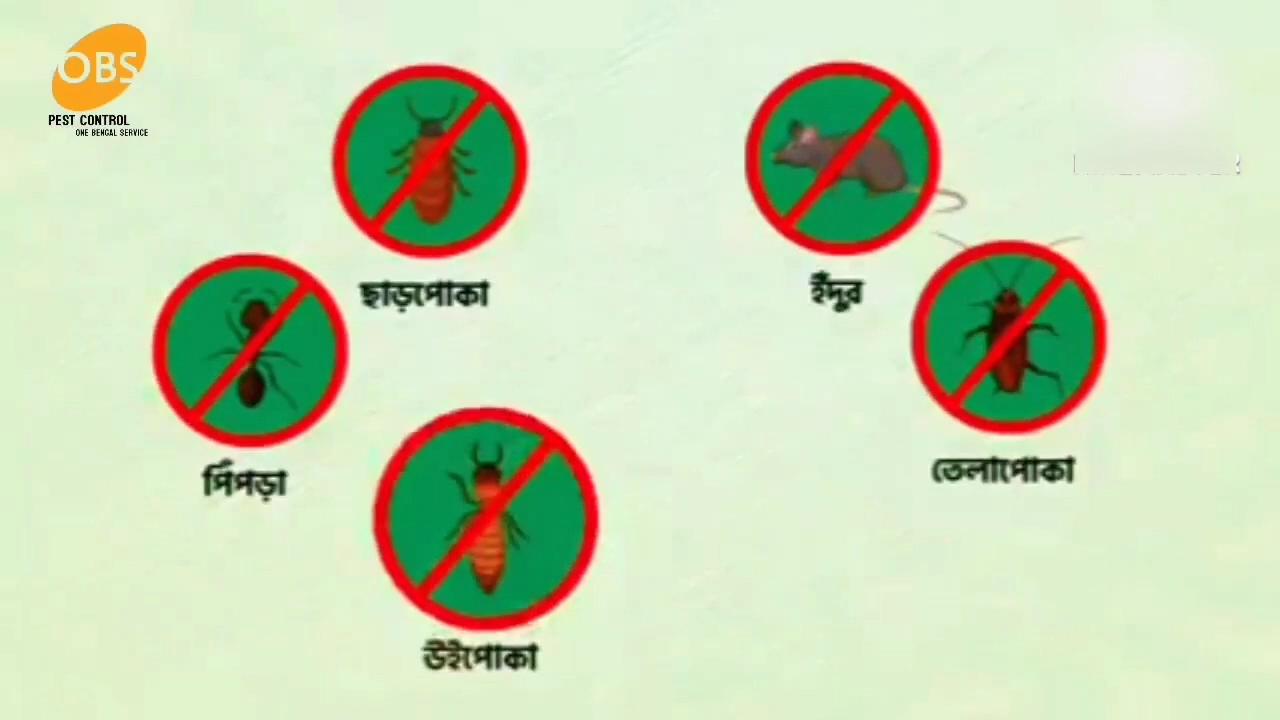 OBS
PEST CONTROL
ONE BENGAL SERVICE
ছাড়পোকা
ইঁদুর
পিঁপড়া
তেলাপোকা
উইপোকা